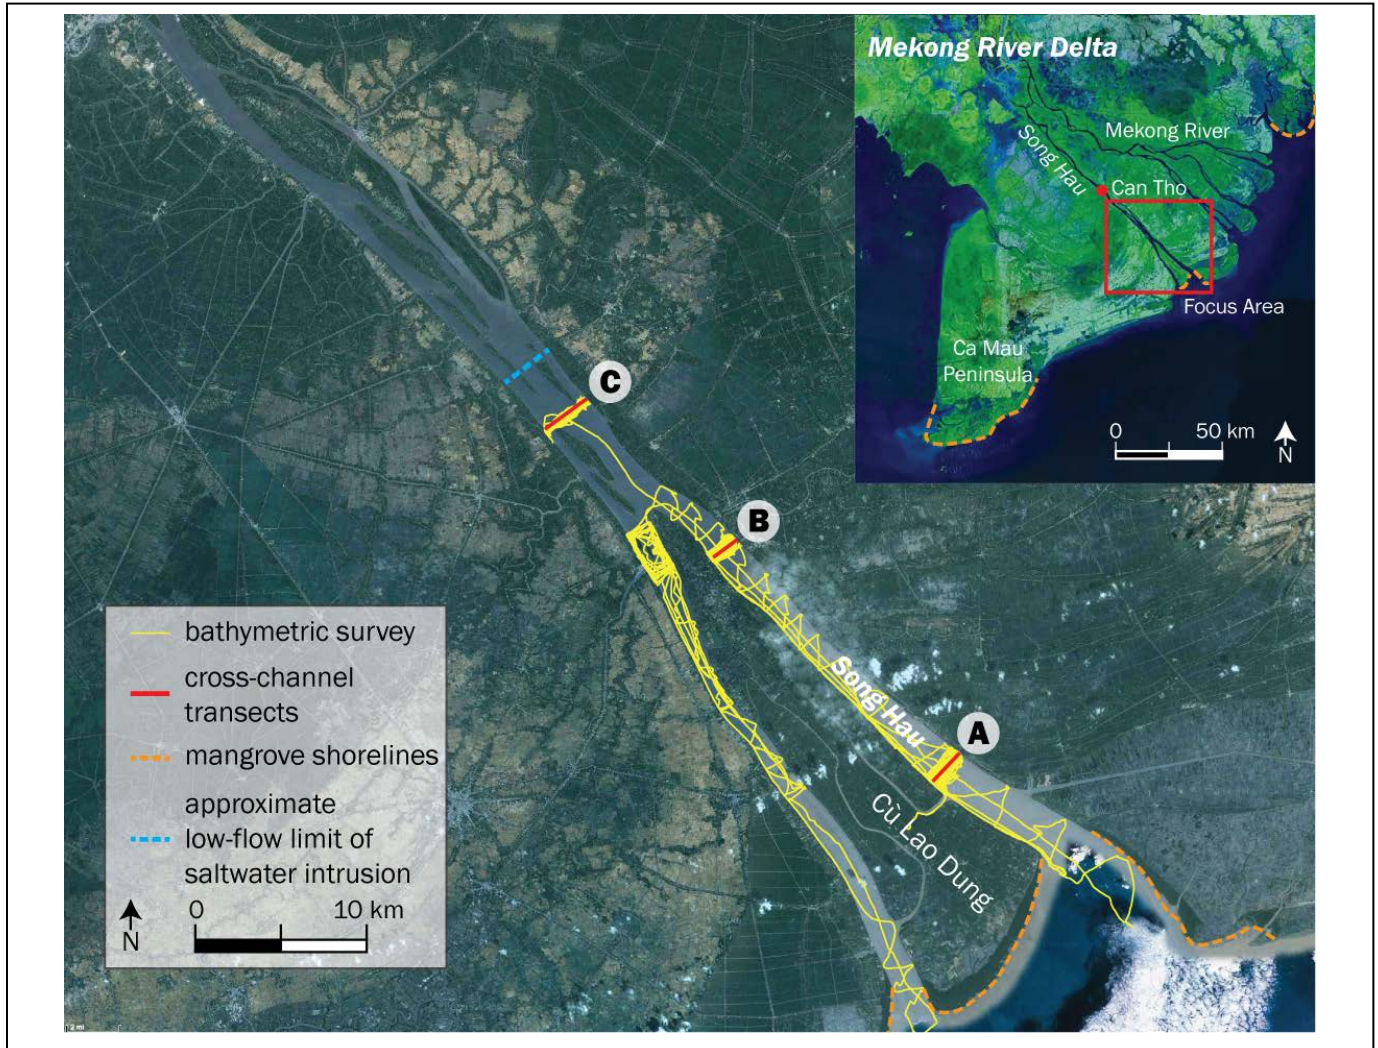 Mekong River Delta
Mekong River
Song Hau
Can Tho
Focus Area
Ca Mau
Peninsula
0 50 km
N
C
B
A
Song Hau
Cù Lao Dung
bathymetric survey
cross-channel
transects
mangrove shorelines
approximate
low-flow limit of
saltwater intrusion
0 10 km
N
2 mi